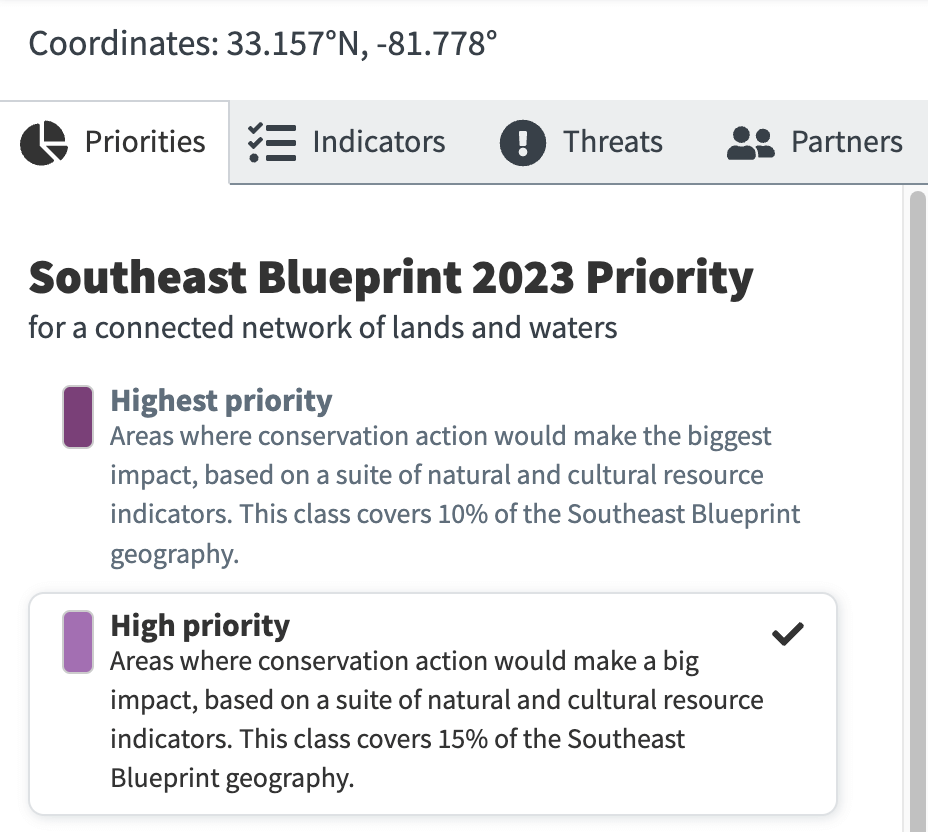 Coordinates: 33.157°N, -81.778°
Priorities Indicators Threats Partners
Southeast Blueprint 2023 Priority
for a connected network of lands and waters
Highest priority
Areas where conservation action would make the biggest
impact, based on a suite of natural and cultural resource
indicators. This class covers 10% of the Southeast Blueprint
geography.
High priority
Areas where conservation action would make a big
impact, based on a suite of natural and cultural resource
indicators. This class covers 15% of the Southeast
Blueprint geography.